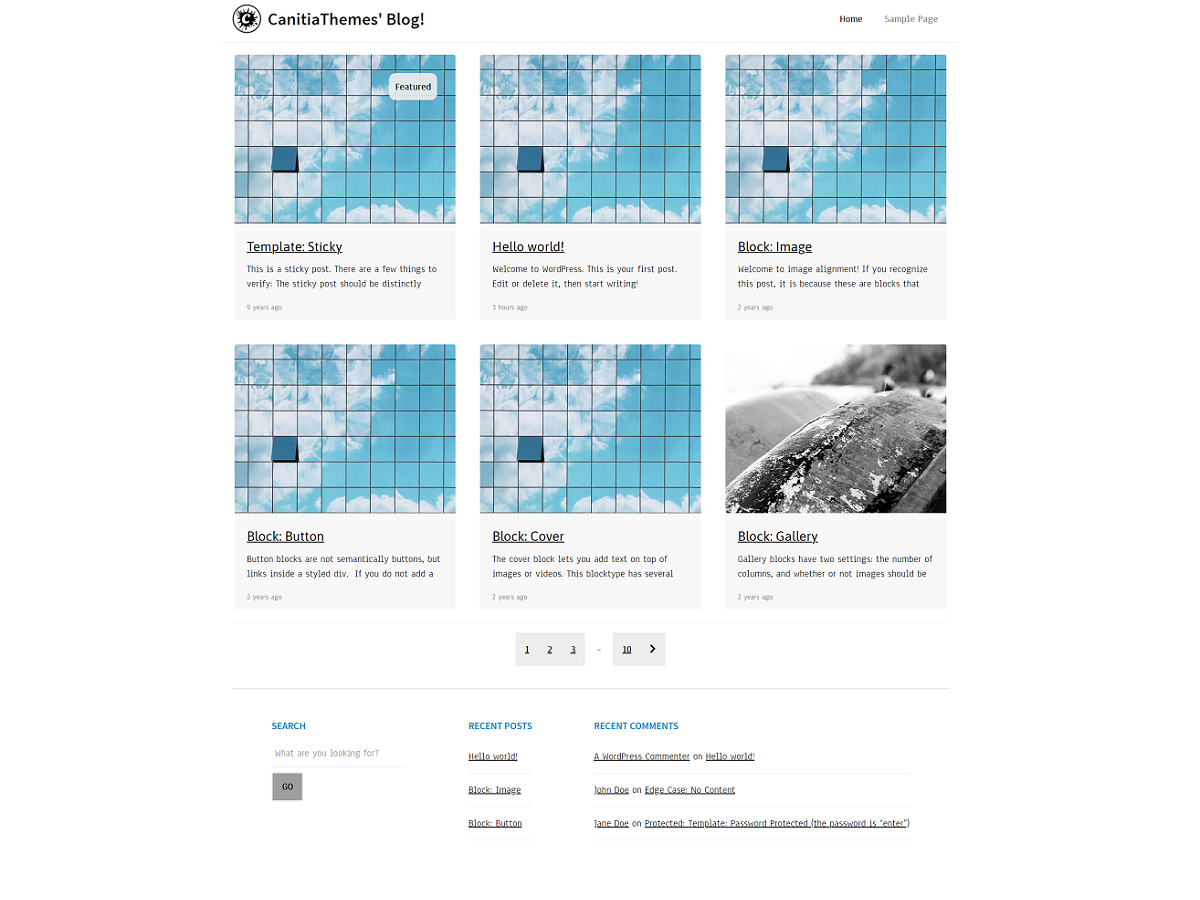 CanitiaThemes' Blog!
Home
Sample Page
Featured
Template: Sticky
This is a sticky post. There are a few things to
verify: The sticky post should be distinctly
9 years ago
Hello world!
Welcome to WordPress. This is your first post.
Edit or delete it, then start writing!
3 hours ago
Block: Image
Welcome to image alignment! If you recognize
this post, it is because these are blocks that
2 years ago
Block: Button
Button blocks are not semantically buttons, but
links inside a styled div.  If you do not add a
2 years ago
Block: Cover
The cover block lets you add text on top of
images or videos. This blocktype has several
2 years ago
Block: Gallery
Gallery blocks have two settings: the number of
columns, and whether or not images should be
2 years ago
1 2 3 - 10
SEARCH
What are you looking for?
GO
RECENT POSTS
Hello world!
Block: Image
Block: Button
RECENT COMMENTS
A WordPress Commenter on Hello world!
John Doe on Edge Case: No Content
Jane Doe on Protected: Template: Password Protected (the password is “enter”)